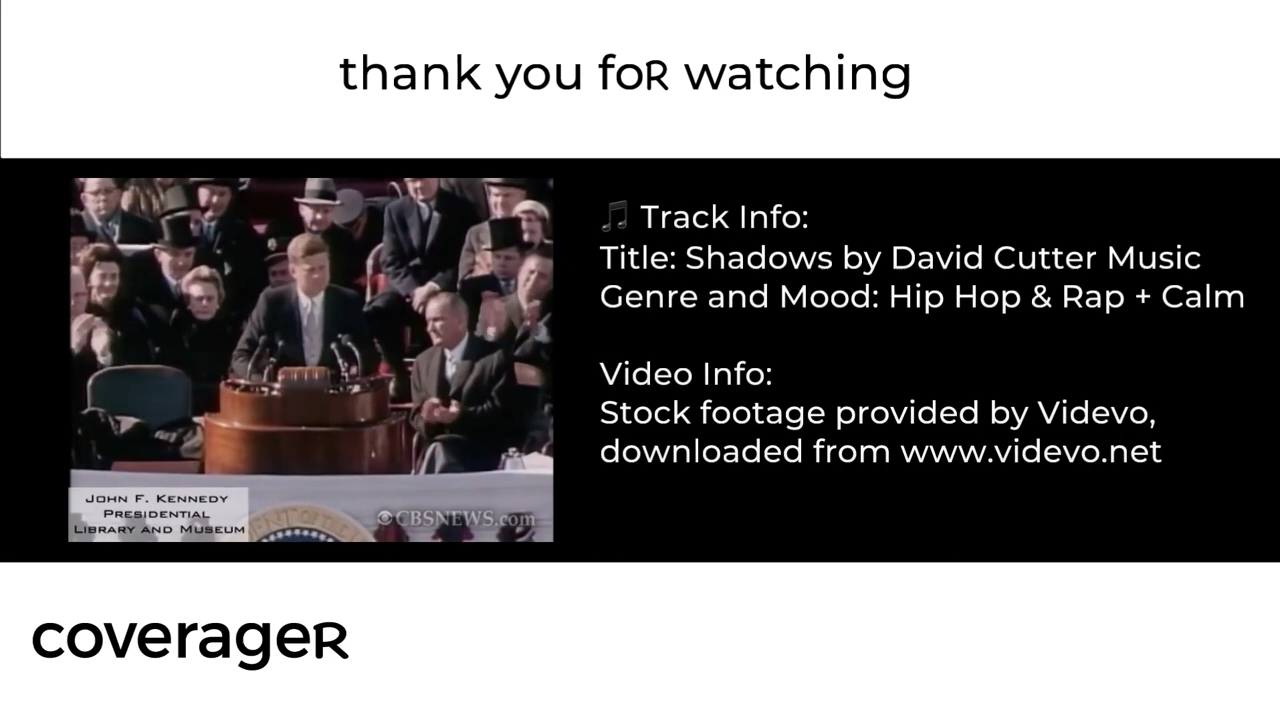 thank you foR watching
🎵 Track Info:
Title: Shadows by David Cutter Music
Genre and Mood: Hip Hop & Rap + Calm
Video Info:
Stock footage provided by Videvo,
downloaded from www.videvo.net
JOHN F. KENNEDY
PRESIDENTIAL
LIBRARY AND MUSEUM
CBSNEWS.com
coverageR